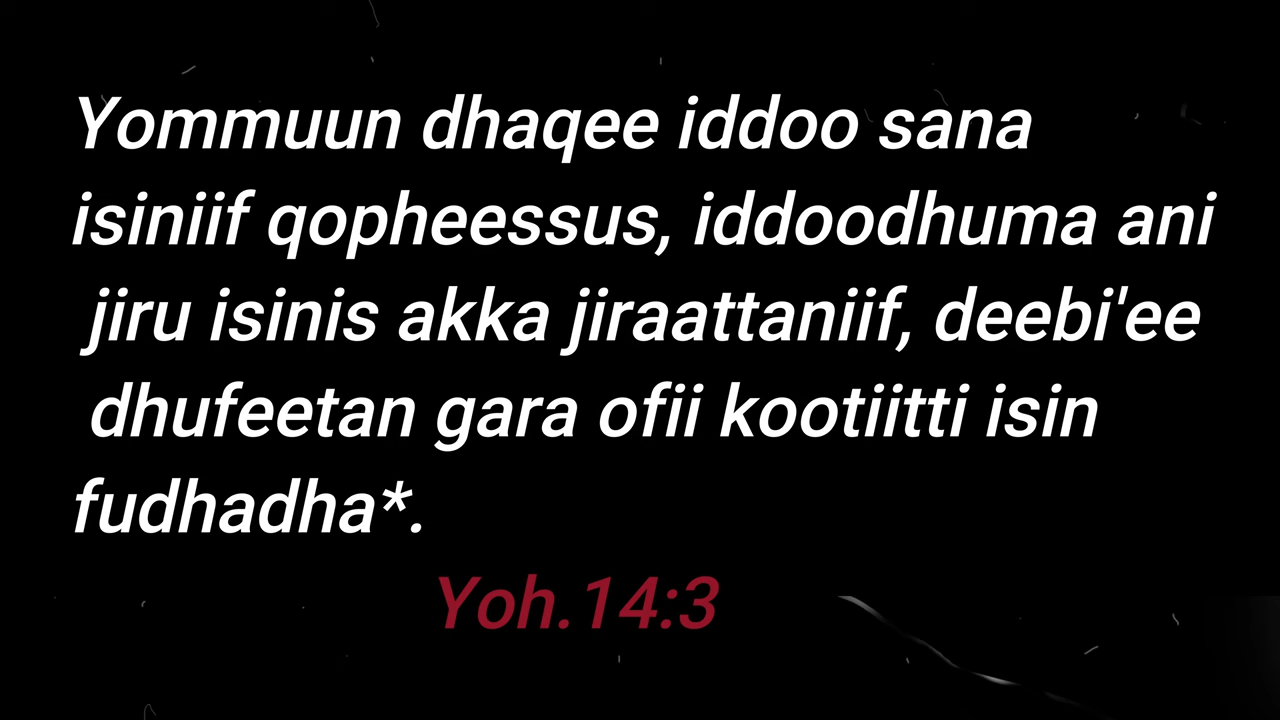 Yommuun dhaqee iddoo sana
isiniif qopheessus, iddoodhuma ani
jiru isinis akka jiraattaniif, deebi'ee
dhufeetan gara ofii kootiitti isin
fudhadha*.
Yoh.14:3